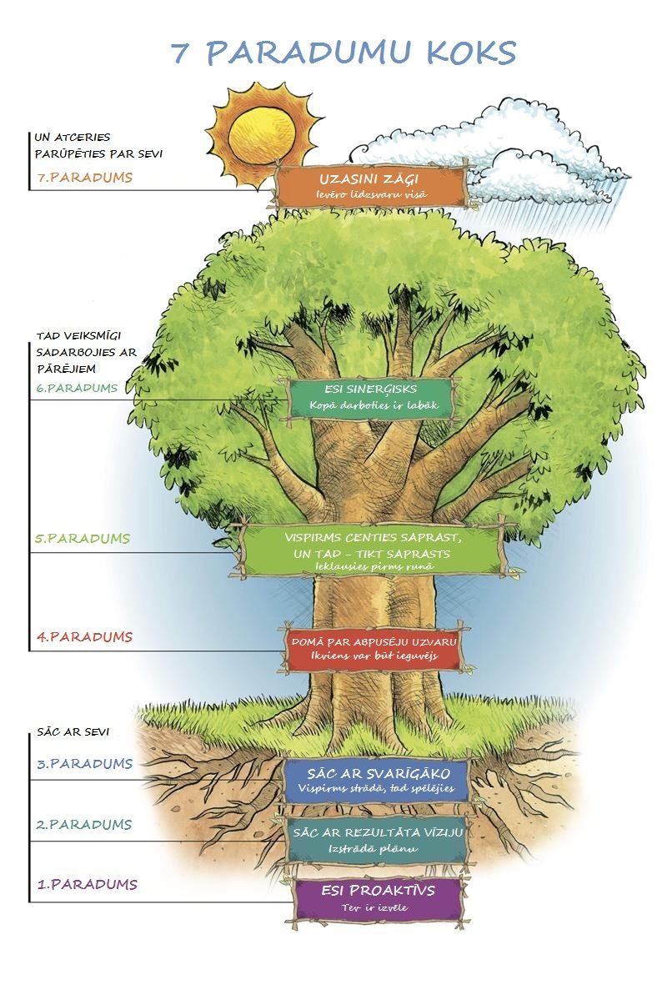 7 PARADUMU KOKS
UN ATCERIES
PARŪPĒTIES PAR SEVI
7.PARADUMS
UZASINI ZĀĢI
Ievēro līdzsvaru visā
TAD VEIKSMĪGI
SADARBOJIES AR
PĀRĒJIEM
6.PARADUMS
ESI SINERĢISKS
Kopā darboties ir labāk
5.PARADUMS
VISPIRMS CENTIES SAPRAST,
UN TAD - TIKT SAPRASTS
Ieklausies pirms runā
4.PARADUMS
DOMĀ PAR ABPUSĒJU UZVARU
Ikviens var būt ieguvējs
SĀC AR SEVI
3.PARADUMS
SĀC AR SVARĪGĀKO
Vispirms strādā, tad spēlējies
2.PARADUMS
SĀC AR REZULTĀTA VĪZIJU
Izstrādā plānu
1.PARADUMS
ESI PROAKTĪVS
Tev- ir izvēle